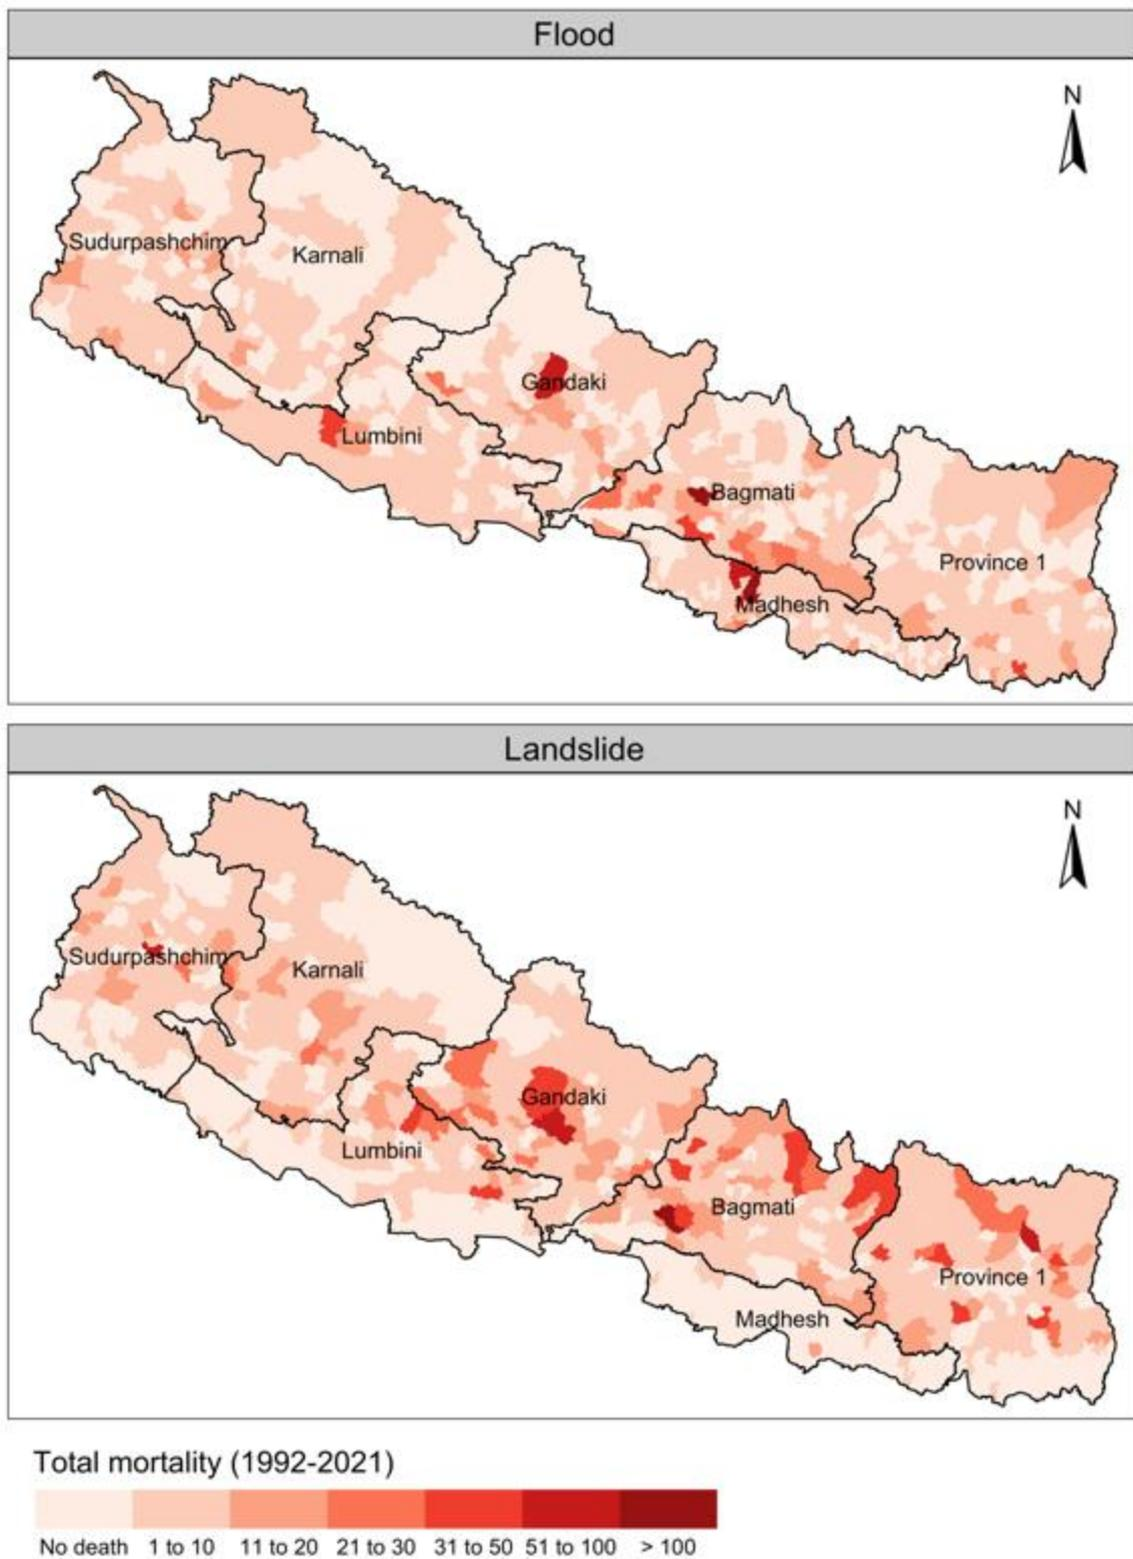 Flood
N
Sudurpashchim
Karnali
Gandaki
Lumbini
Bagmati
Province 1
Madhesh
Landslide
N
Sudurpashchim
Karnali
Gandaki
Lumbini
Bagmati
Province 1
Madhesh
Total mortality (1992-2021)
No death 1 to 10 11 to 20 21 to 30 31 to 50 51 to 100 > 100